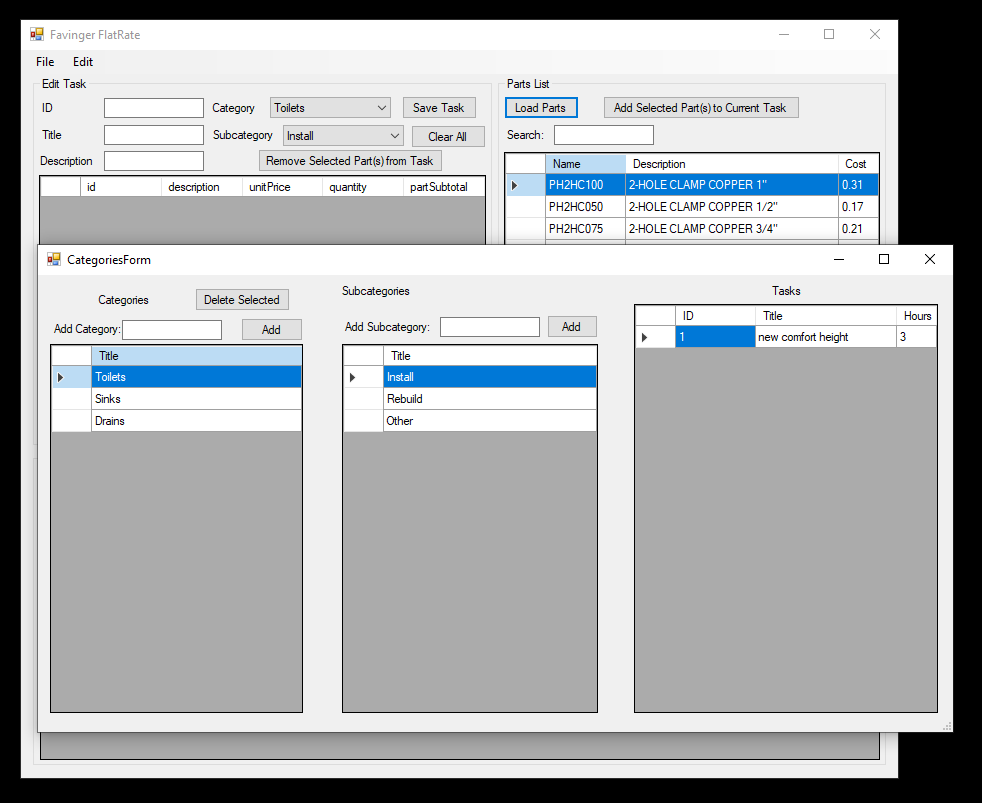 Favinger FlatRate
File Edit
Edit Task
ID Category Toilets Save Task
Title Subcategory Install Clear All
Description Remove Selected Part(s) from Task
id description unitPrice quantity partSubtotal
Parts List
Load Parts Add Selected Part(s) to Current Task
Search:
Name Description Cost
PH2HC100 2-HOLE CLAMP COPPER 1" 0.31
PH2HC050 2-HOLE CLAMP COPPER 1/2" 0.17
PH2HC075 2-HOLE CLAMP COPPER 3/4" 0.21
CategoriesForm
Categories Delete Selected
Add Category: Add
Title
Toilets
Sinks
Drains
Subcategories
Add Subcategory: Add
Title
Install
Rebuild
Other
Tasks
ID Title Hours
1 new comfort height 3